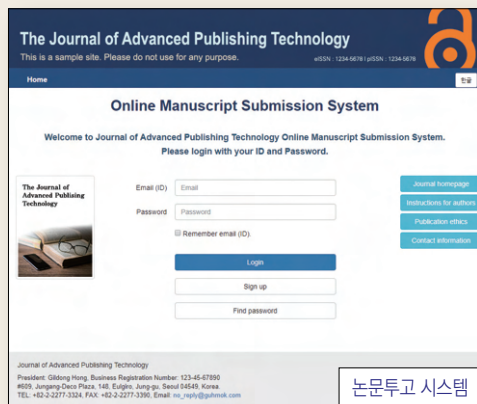 The Journal of Advanced Publishing Technology
This is a sample site. Please do not use for any purpose.
eISSN : 1234-5678 | pISSN : 1234-5678
Home
한글
Online Manuscript Submission System
Welcome to Journal of Advanced Publishing Technology Online Manuscript Submission System.
Please login with your ID and Password.
The Journal of
Advanced Publising
Technology
Email (ID)
Email
Password
Password
Remember email (ID).
Login
Sign up
Find password
Journal homepage
Instructions for authors
Publication ethics
Contact information
Journal of Advanced Publishing Technology
President: Gildong Hong, Business Registration Number: 123-45-67890
#609, Jungang-Deco Plaza, 148, Eulgiko, Jung-gu, Seoul 04549, Korea.
TEL: +82-2-2277-3324, FAX: +82-2-2277-3390, Email: no_reply@guhmok.com
논문투고 시스템